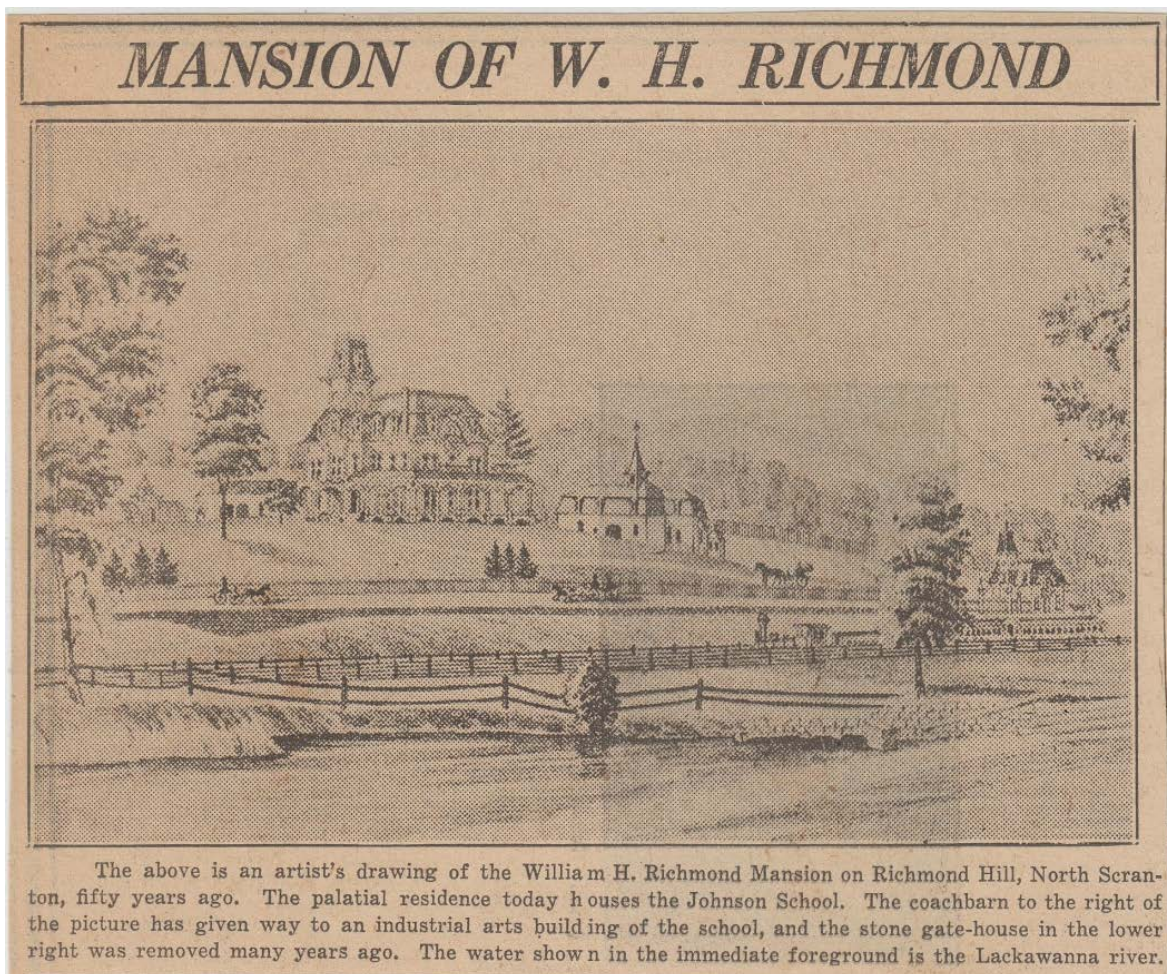 MANSION OF W. H. RICHMOND
The above is an artist's drawing of the William H. Richmond Mansion on Richmond Hill, North Scran-
ton, fifty years ago. The palatial residence today houses the Johnson School. The coachbarn to the right of
the picture has given way to an industrial arts building of the school, and the stone gate-house in the lower
right was removed many years ago. The water shown in the immediate foreground is the Lackawanna river.